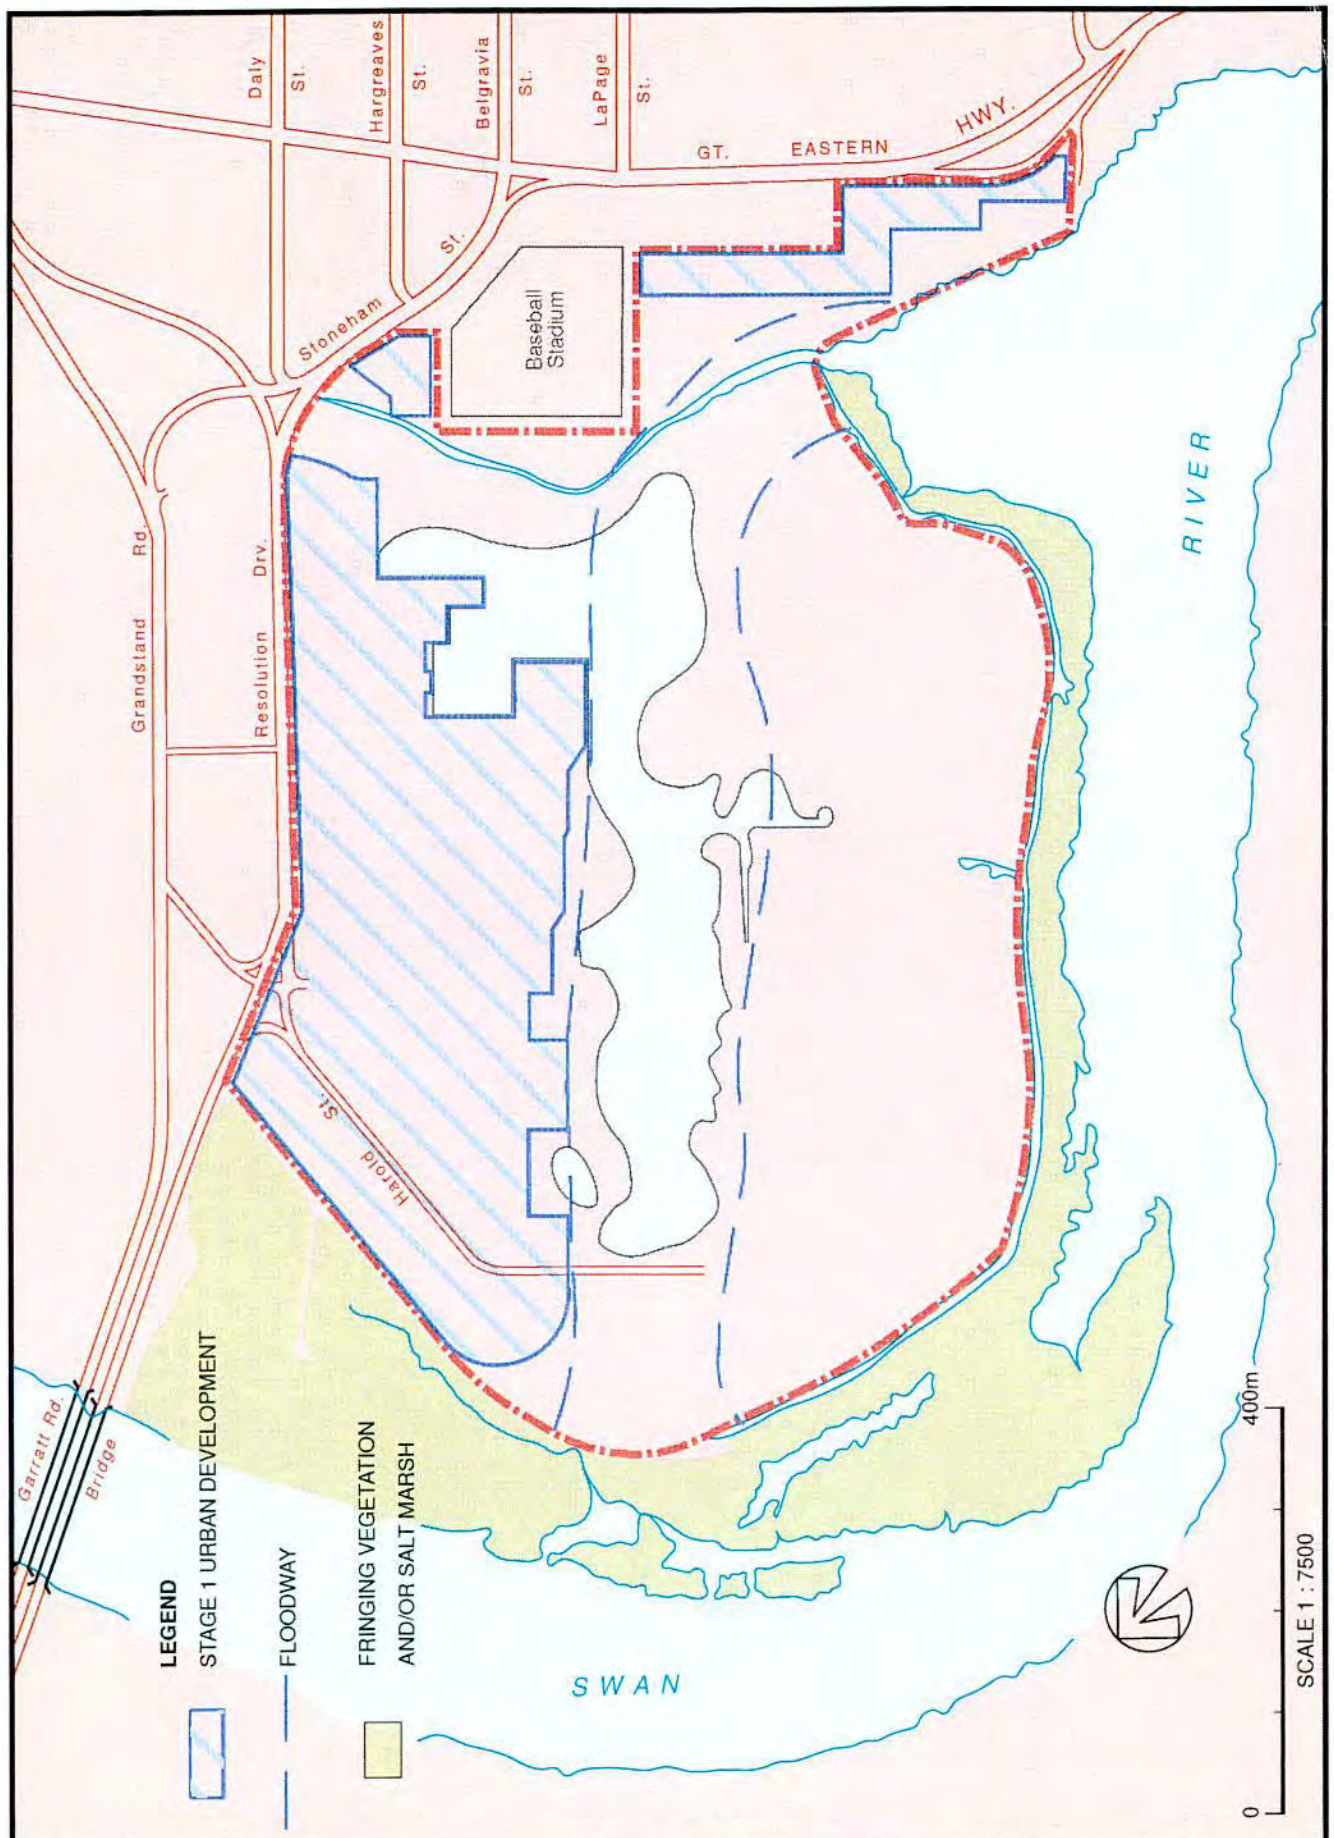 Daly
St.
Hargreaves
St.
Belgravia
St.
LaPage
St.
GT. EASTERN HWY.
Stoneham St.
Baseball
Stadium
Grandstand Rd.
Resolution Drv.
Harold St.
Garratt Rd.
Bridge
RIVER
SWAN
LEGEND
STAGE 1 URBAN DEVELOPMENT
FLOODWAY
FRINGING VEGETATION
AND/OR SALT MARSH
0 400m
SCALE 1 : 7500